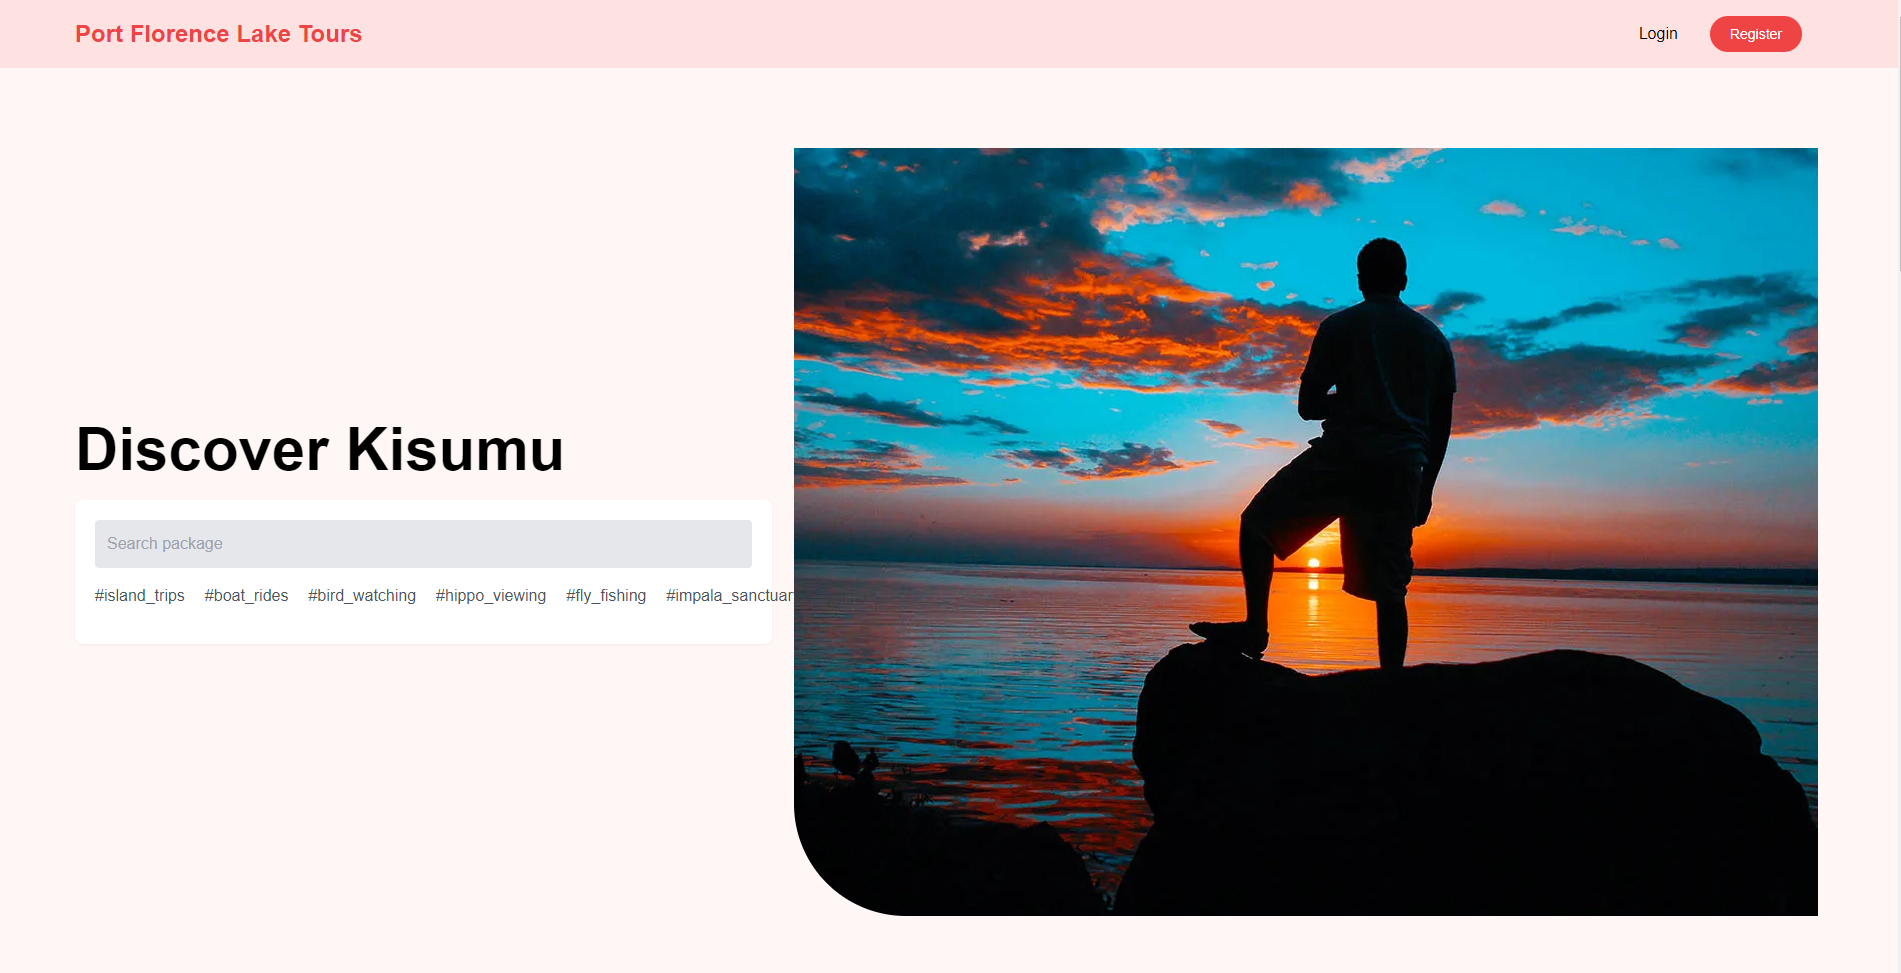 Port Florence Lake Tours
Login
Register
Discover Kisumu
Search package
#island_trips #boat_rides #bird_watching #hippo_viewing #fly_fishing #impala_sanctuar